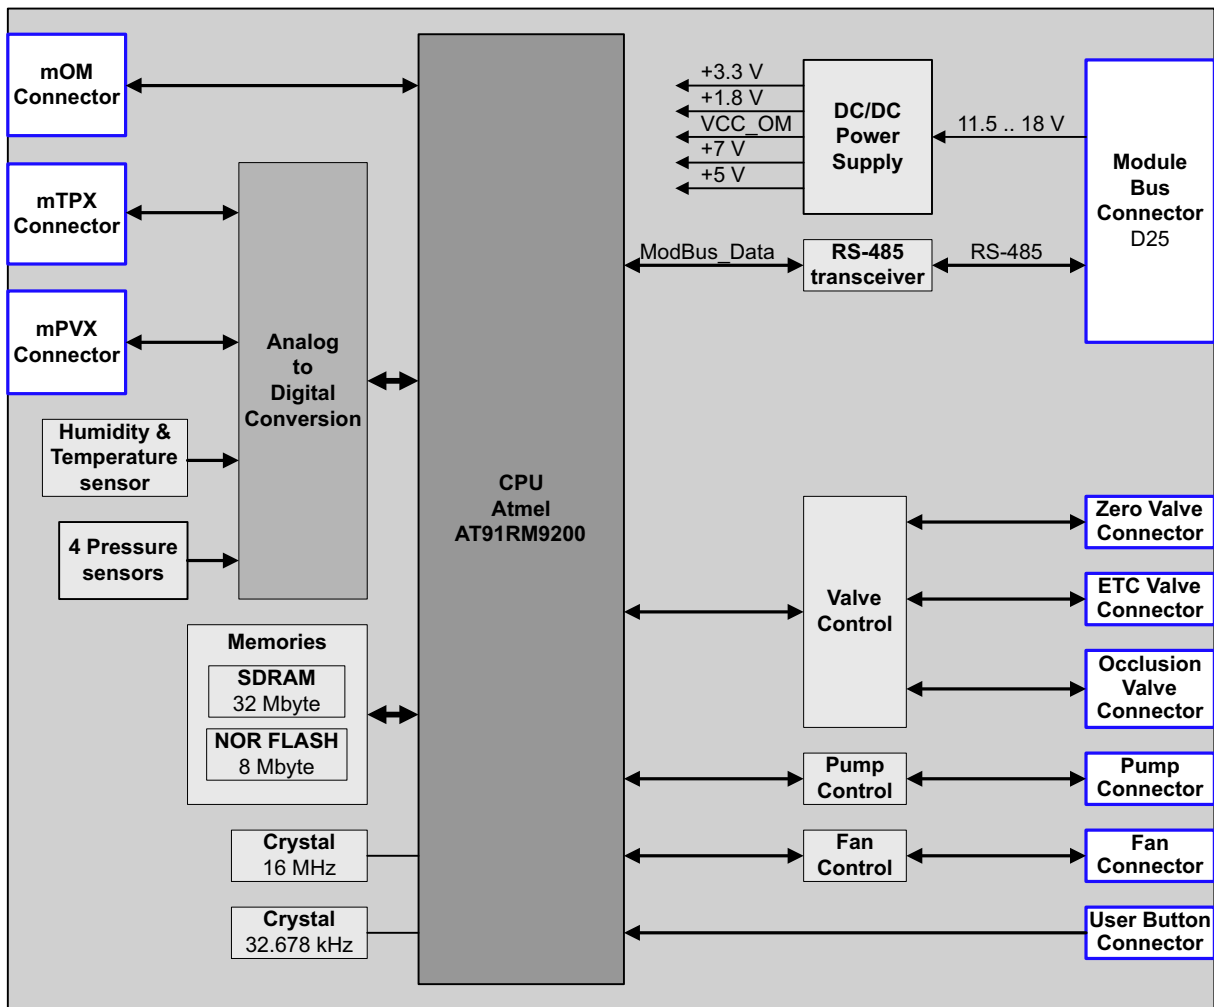 mOM
Connector
mTPX
Connector
mPVX
Connector
Humidity &
Temperature
sensor
4 Pressure
sensors
Analog
to
Digital
Conversion
Memories
SDRAM
32 Mbyte
NOR FLASH
8 Mbyte
Crystal
16 MHz
Crystal
32.678 kHz
CPU
Atmel
AT91RM9200
+3.3 V
+1.8 V
VCC_OM
+7 V
+5 V
DC/DC
Power
Supply
11.5 .. 18 V
Module
Bus
Connector
D25
ModBus_Data
RS-485
transceiver
RS-485
Valve
Control
Zero Valve
Connector
ETC Valve
Connector
Occlusion
Valve
Connector
Pump
Control
Pump
Connector
Fan
Control
Fan
Connector
User Button
Connector